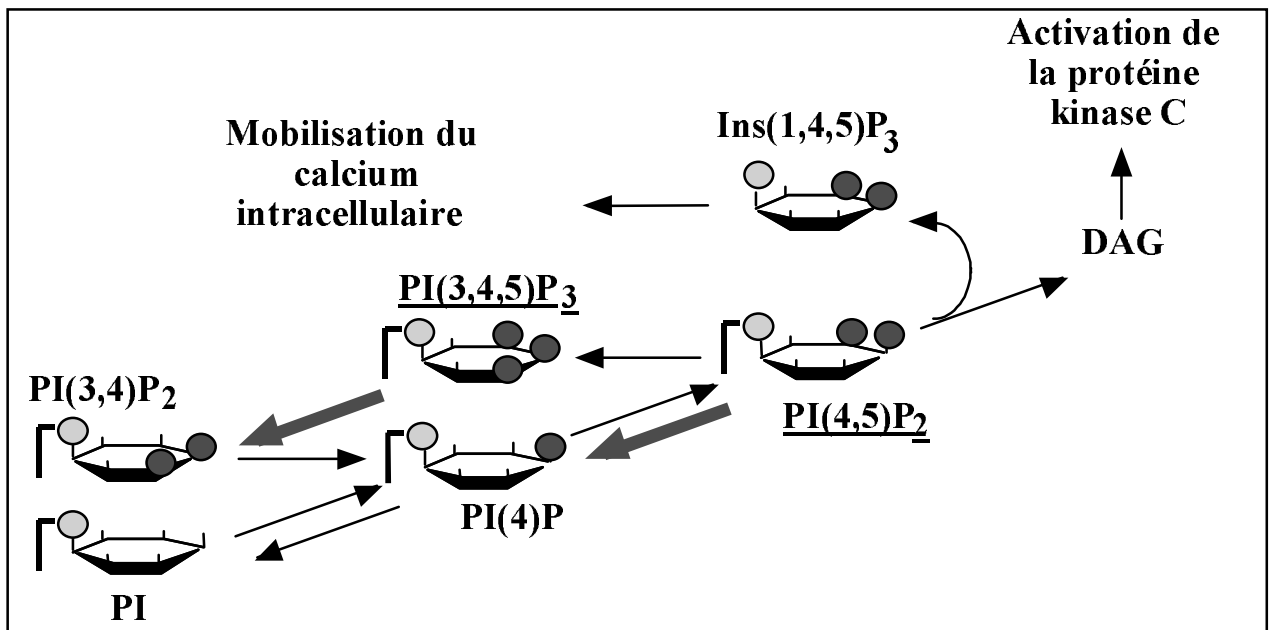 Activation de
la protéine
kinase C
Ins(1,4,5)P3
Mobilisation du
calcium
intracellulaire
DAG
PI(3,4,5)P3
PI(3,4)P2
PI(4,5)P2
PI(4)P
PI